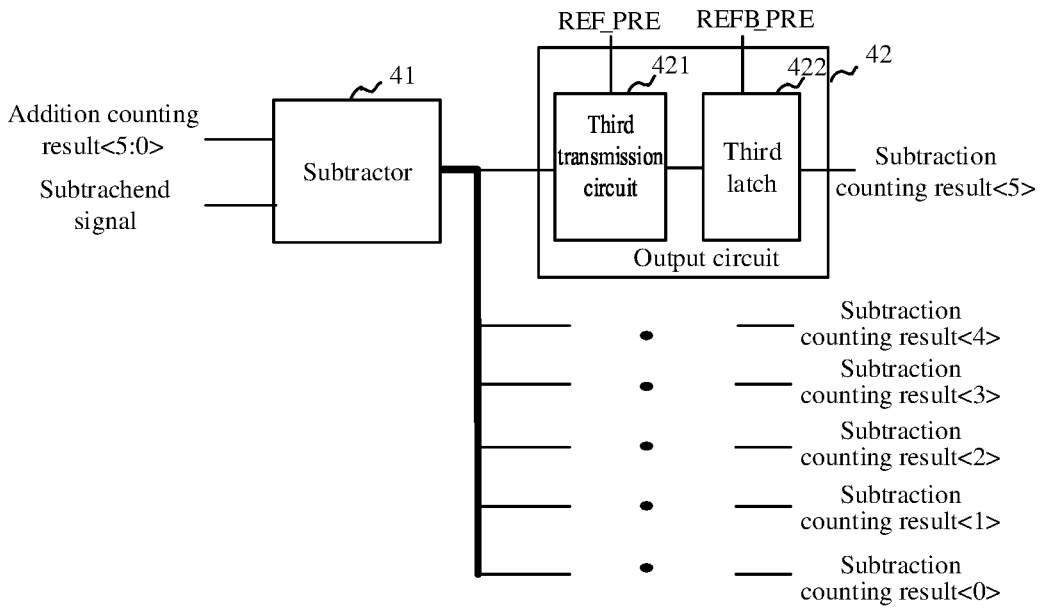 REF_PRE
REFB_PRE
41
421
422
42
Addition counting
result<5:0>
Subtrachend
signal
Subtractor
Third
transmission
circuit
Third
latch
Output circuit
Subtraction
counting result<5>
Subtraction
counting result<4>
Subtraction
counting result<3>
Subtraction
counting result<2>
Subtraction
counting result<1>
Subtraction
counting result<0>